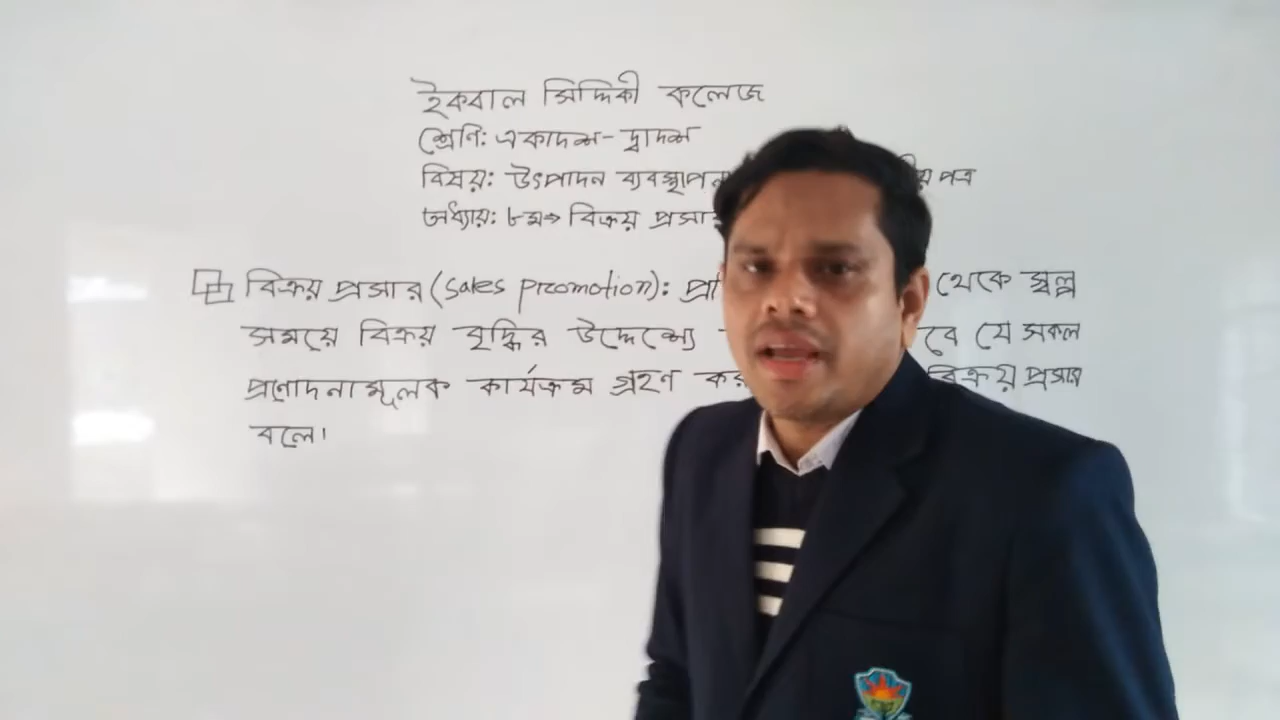 ইকবাল সিদ্দিকী কলেজ
শ্রেণি: একাদশ - দ্বাদশ
বিষয়: উৎপাদন ব্যবস্থাপনা পত্র
অধ্যায়: ৮ম→ বিক্রয় প্রসার
বিক্রয় প্রসার (Sales promotion): থেকে স্বল্প
সময়ে বিক্রয় বৃদ্ধির উদ্দেশ্যে যে সকল
প্রণোদনামূলক কার্যক্রম গ্রহণ বিক্রয় প্রসার
বলে।